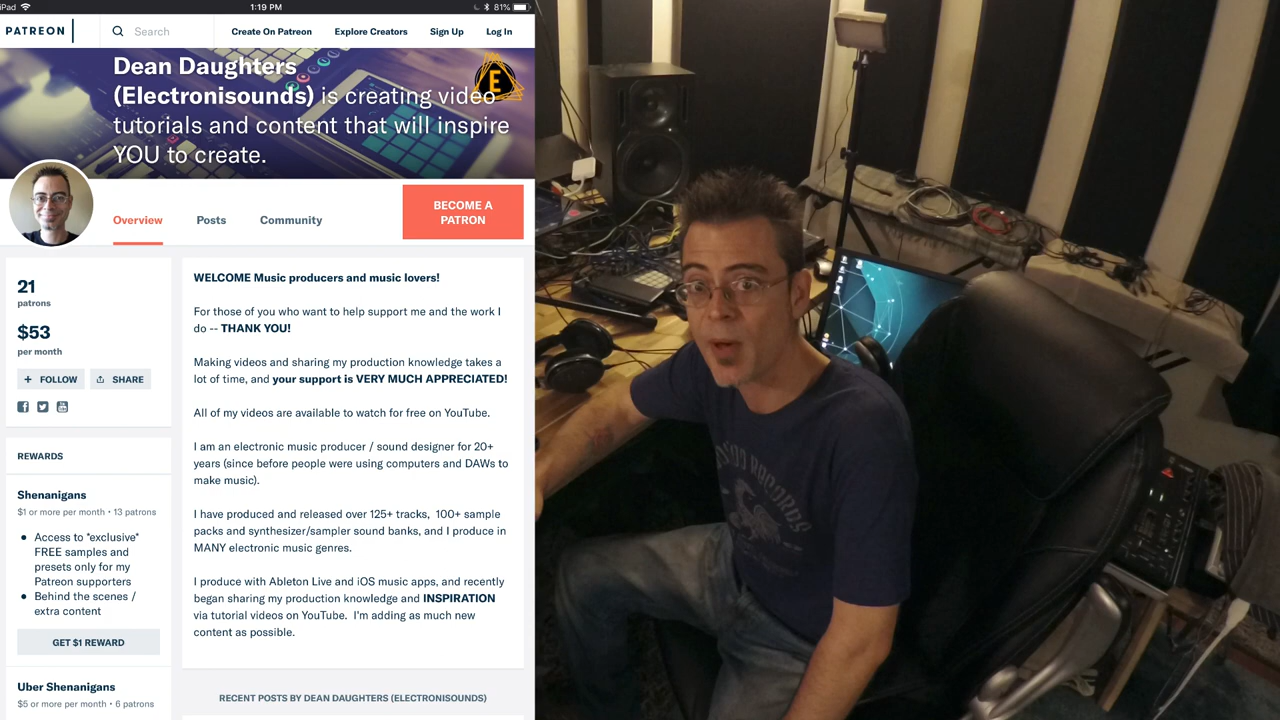 iPad 1:19 PM 81%
PATREON Search Create On Patreon Explore Creators Sign Up Log In
Dean Daughters
(Electronisounds) is creating video
tutorials and content that will inspire
YOU to create.
E
Overview Posts Community
BECOME A
PATRON
21
patrons
$53
per month
+ FOLLOW SHARE
REWARDS
Shenanigans
$1 or more per month • 13 patrons
• Access to *exclusive*
FREE samples and
presets only for my
Patreon supporters
• Behind the scenes /
extra content
GET $1 REWARD
Uber Shenanigans
$5 or more per month • 6 patrons
WELCOME Music producers and music lovers!
For those of you who want to help support me and the work I
do -- THANK YOU!
Making videos and sharing my production knowledge takes a
lot of time, and your support is VERY MUCH APPRECIATED!
All of my videos are available to watch for free on YouTube.
I am an electronic music producer / sound designer for 20+
years (since before people were using computers and DAWs to
make music).
I have produced and released over 125+ tracks, 100+ sample
packs and synthesizer/sampler sound banks, and I produce in
MANY electronic music genres.
I produce with Ableton Live and iOS music apps, and recently
began sharing my production knowledge and INSPIRATION
via tutorial videos on YouTube. I'm adding as much new
content as possible.
RECENT POSTS BY DEAN DAUGHTERS (ELECTRONISOUNDS)
RECORDS